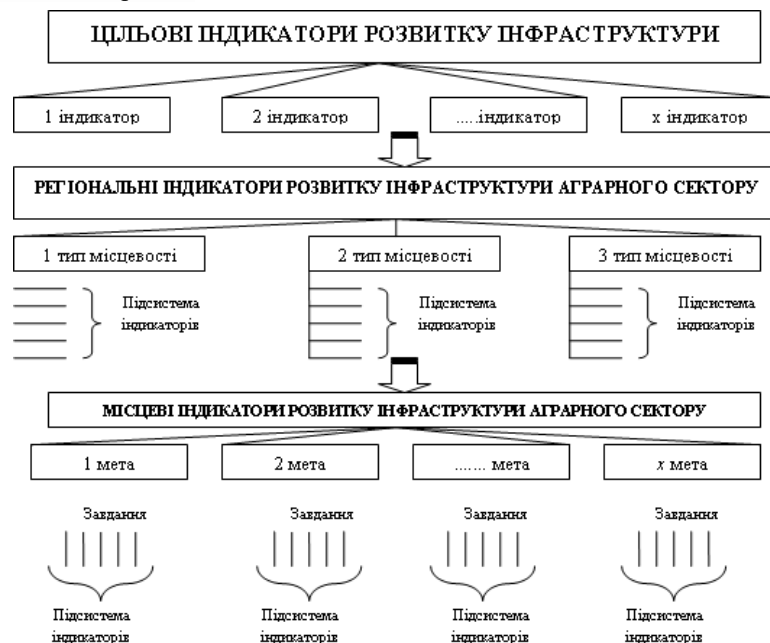 ЦІЛЬОВІ ІНДИКАТОРИ РОЗВИТКУ ІНФРАСТРУКТУРИ
1 індикатор 2 індикатор .....індикатор х індикатор
РЕГІОНАЛЬНІ ІНДИКАТОРИ РОЗВИТКУ ІНФРАСТРУКТУРИ АГРАРНОГО СЕКТОРУ
1 тип місцевості 2 тип місцевості 3 тип місцевості
Підсистема Підсистема Підсистема
індикаторів індикаторів індикаторів
МІСЦЕВІ ІНДИКАТОРИ РОЗВИТКУ ІНФРАСТРУКТУРИ АГРАРНОГО СЕКТОРУ
1 мета 2 мета ....... мета х мета
Завдання Завдання Завдання Завдання
Підсистема Підсистема Підсистема Підсистема
індикаторів індикаторів індикаторів індикаторів